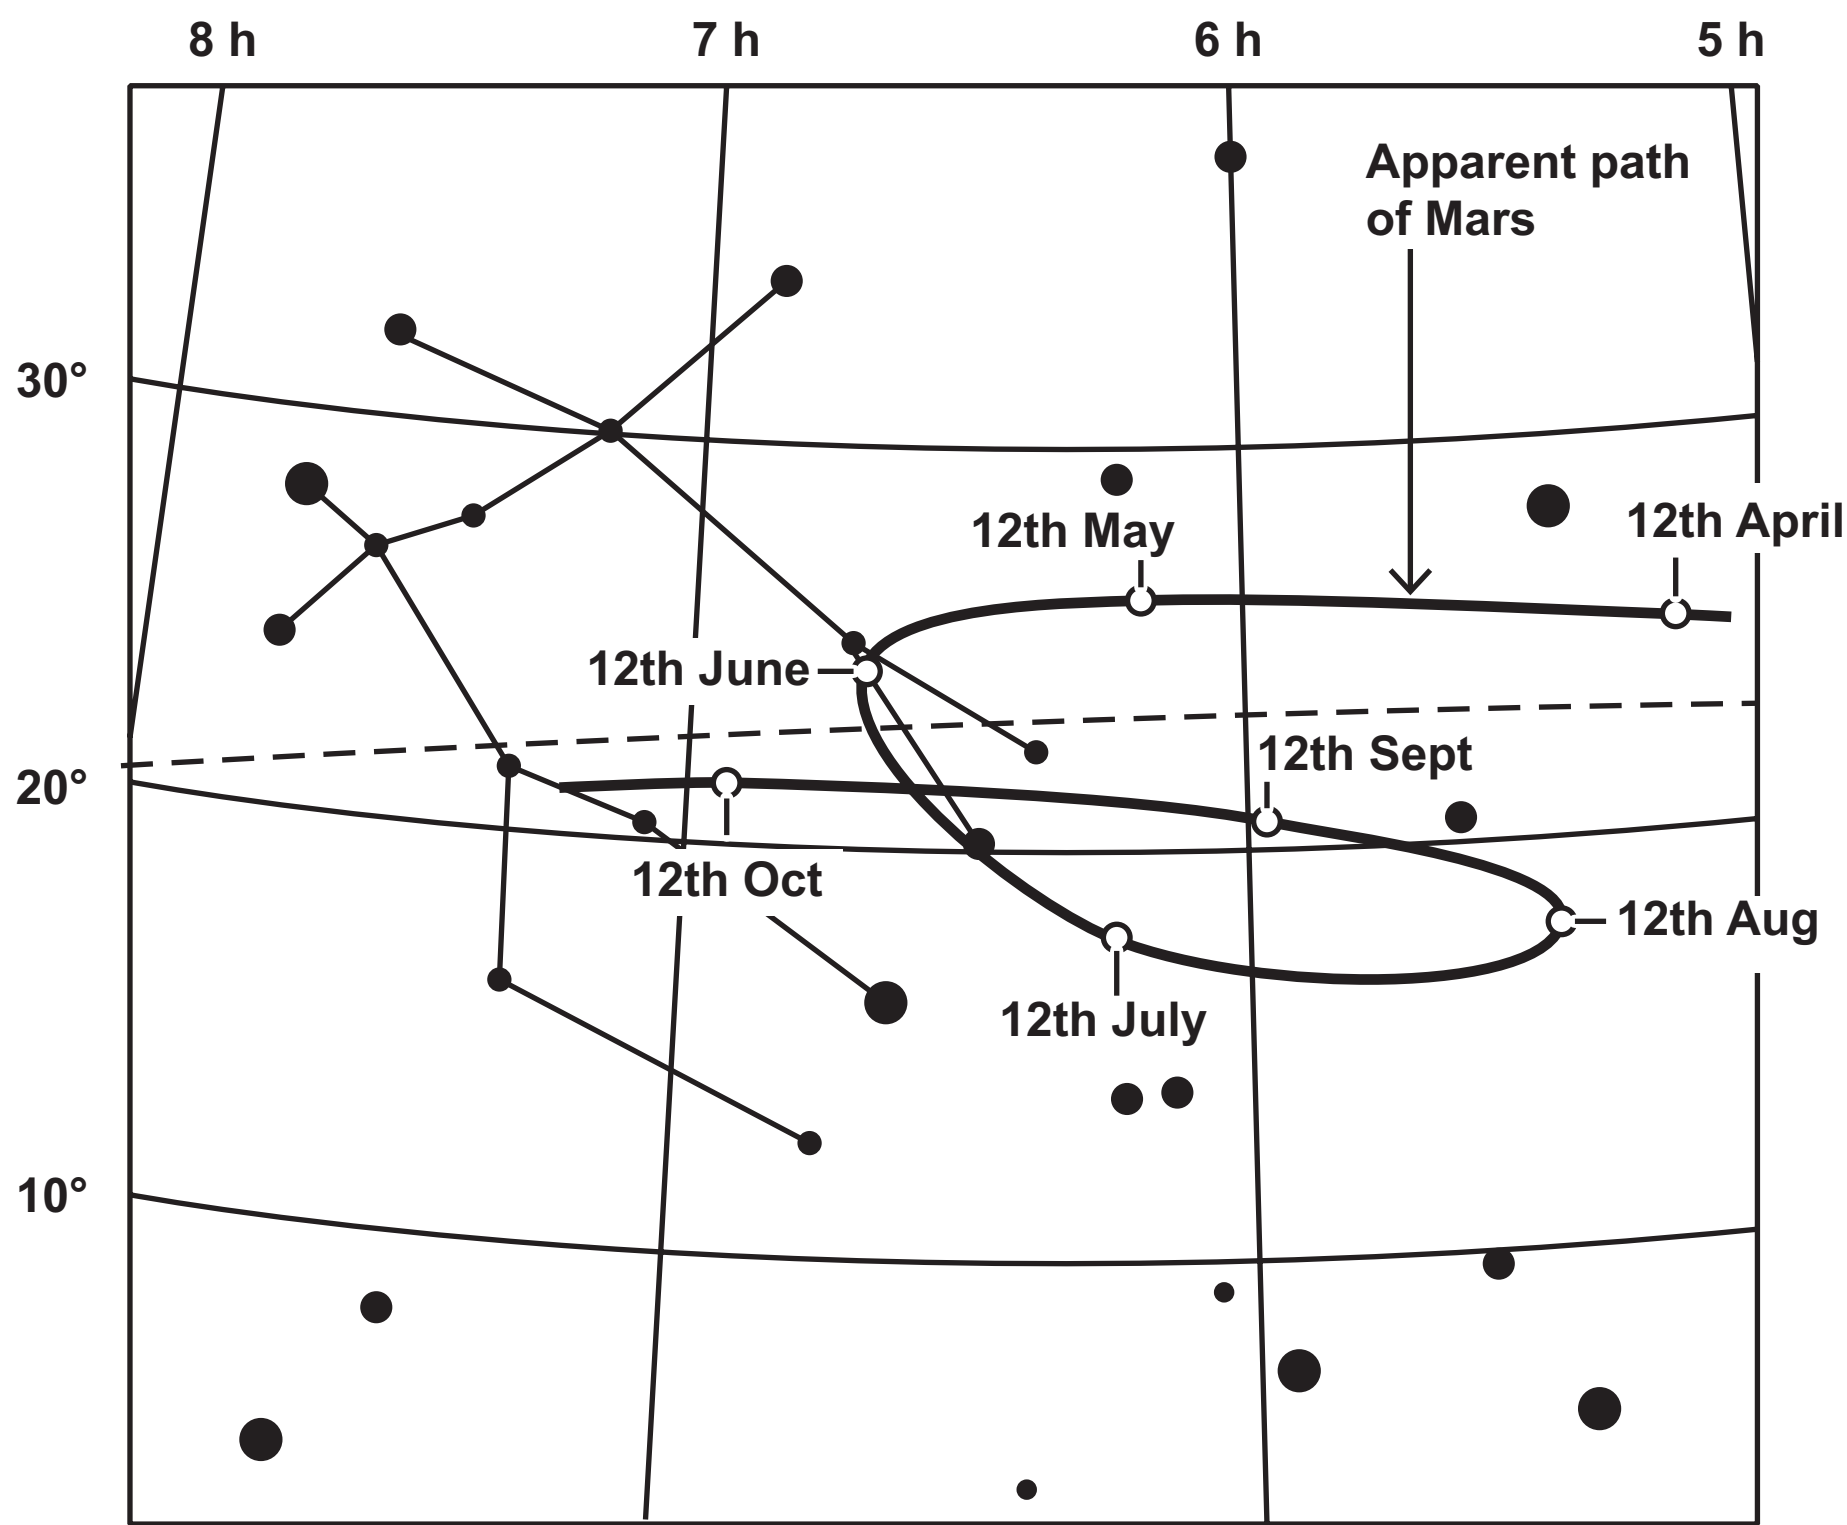 8 h
7 h
6 h
5 h
Apparent path
of Mars
30°
12th May
12th April
12th June
12th Sept
20°
12th Oct
12th Aug
12th July
10°